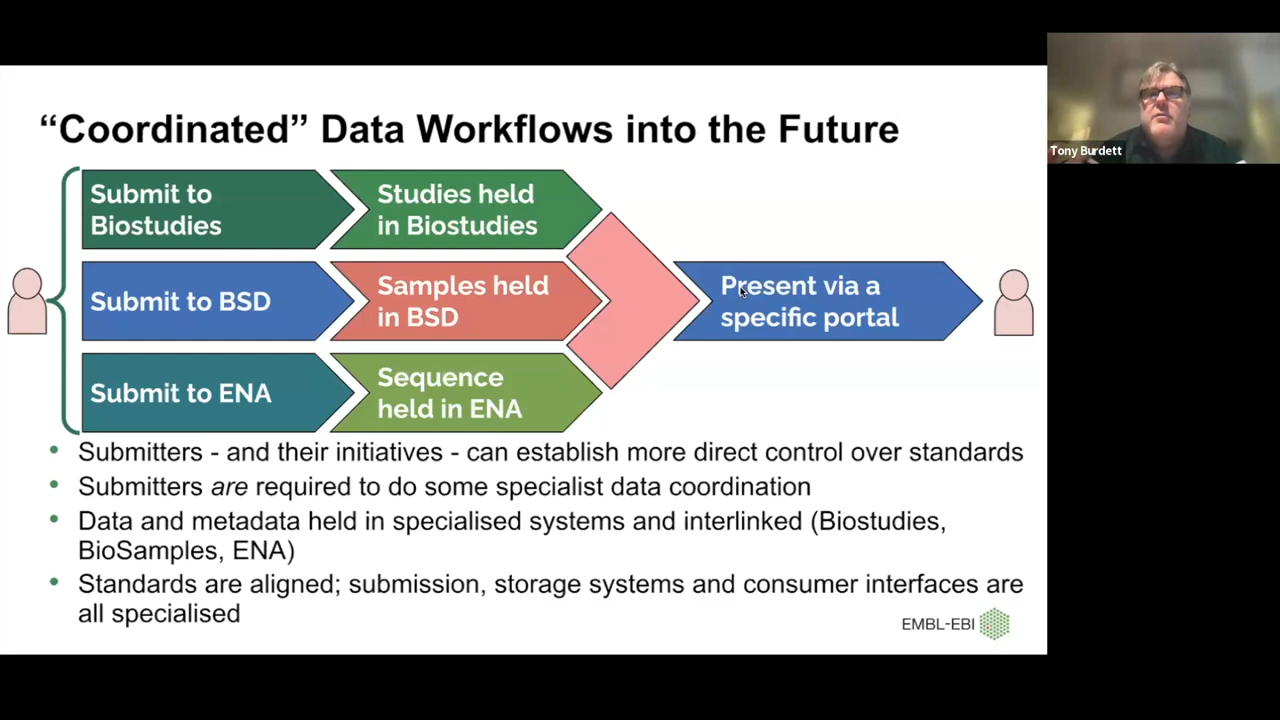 “Coordinated” Data Workflows into the Future
Submit to
Biostudies
Studies held
in Biostudies
Submit to BSD
Samples held
in BSD
Present via a
specific portal
Submit to ENA
Sequence
held in ENA
• Submitters - and their initiatives - can establish more direct control over standards
• Submitters are required to do some specialist data coordination
• Data and metadata held in specialised systems and interlinked (Biostudies,
BioSamples, ENA)
• Standards are aligned; submission, storage systems and consumer interfaces are
all specialised
EMBL-EBI
Tony Burdett